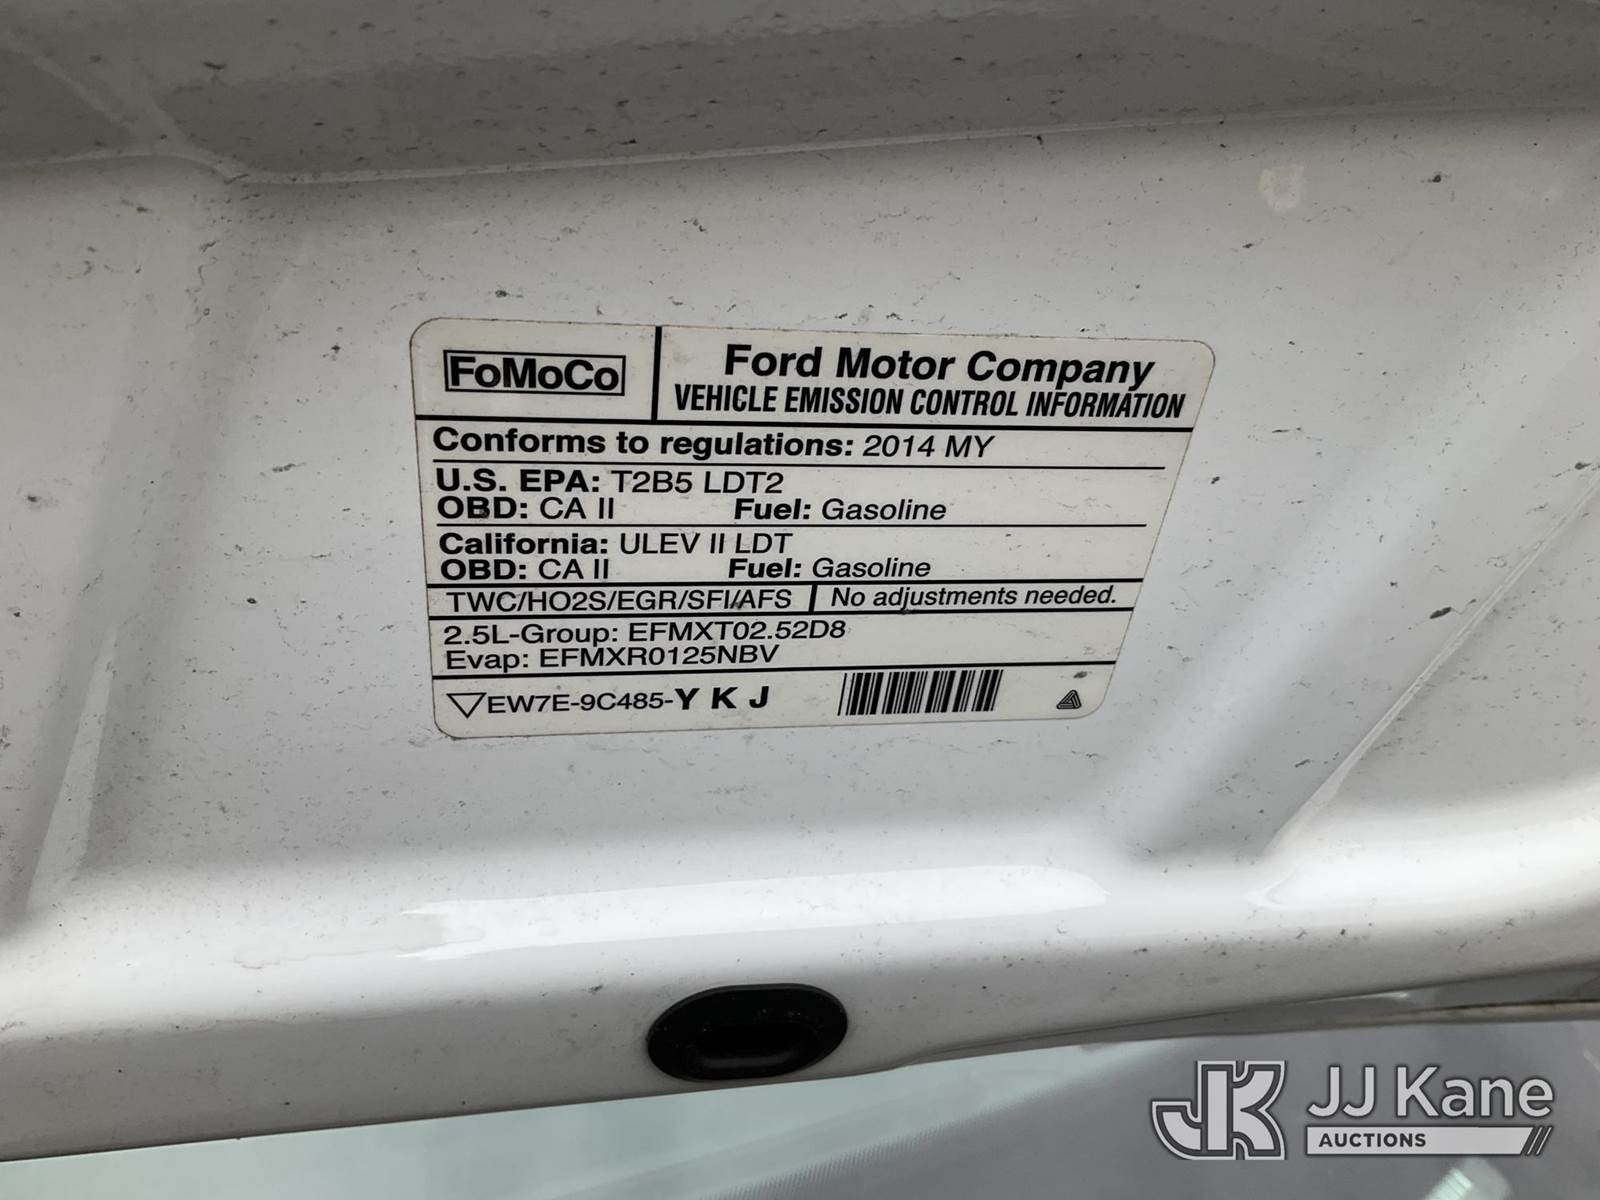 FoMoCo
Ford Motor Company
VEHICLE EMISSION CONTROL INFORMATION
Conforms to regulations: 2014 MY
U.S. EPA: T2B5 LDT2
OBD: CA II Fuel: Gasoline
California: ULEV II LDT
OBD: CA II Fuel: Gasoline
TWC/HO2S/EGR/SFI/AFS No adjustments needed.
2.5L-Group: EFMXT02.52D8
Evap: EFMXR0125NBV
EW7E-9C485-Y K J
JK JJ Kane
AUCTIONS